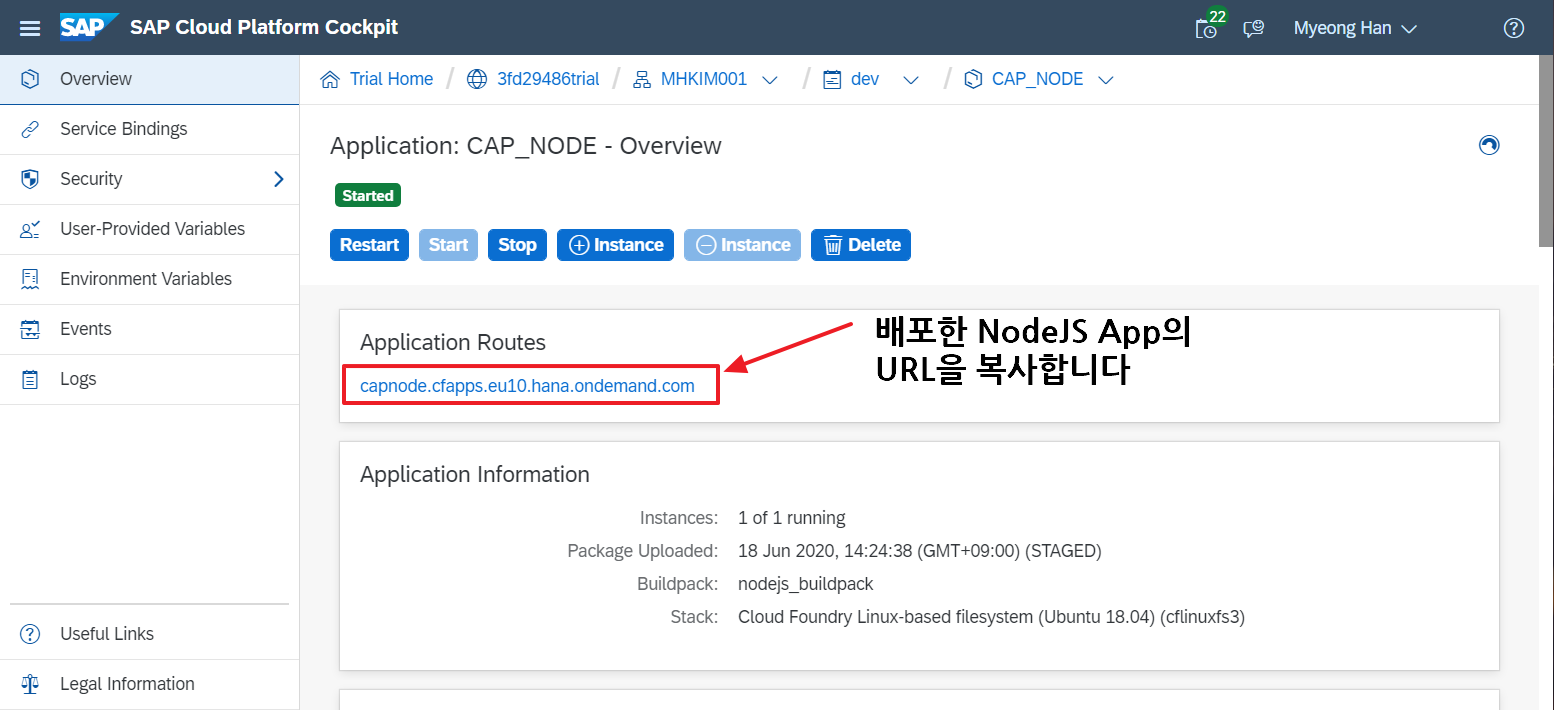 SAP SAP Cloud Platform Cockpit
22
Myeong Han
Overview
Service Bindings
Security
User-Provided Variables
Environment Variables
Events
Logs
Useful Links
Legal Information
Trial Home / 3fd29486trial / MHKIM001 / dev / CAP_NODE
Application: CAP_NODE - Overview
Started
Restart Start Stop Instance Instance Delete
Application Routes
capnode.cfapps.eu10.hana.ondemand.com
배포한 NodeJS App의
URL을 복사합니다
Application Information
Instances: 1 of 1 running
Package Uploaded: 18 Jun 2020, 14:24:38 (GMT+09:00) (STAGED)
Buildpack: nodejs_buildpack
Stack: Cloud Foundry Linux-based filesystem (Ubuntu 18.04) (cflinuxfs3)